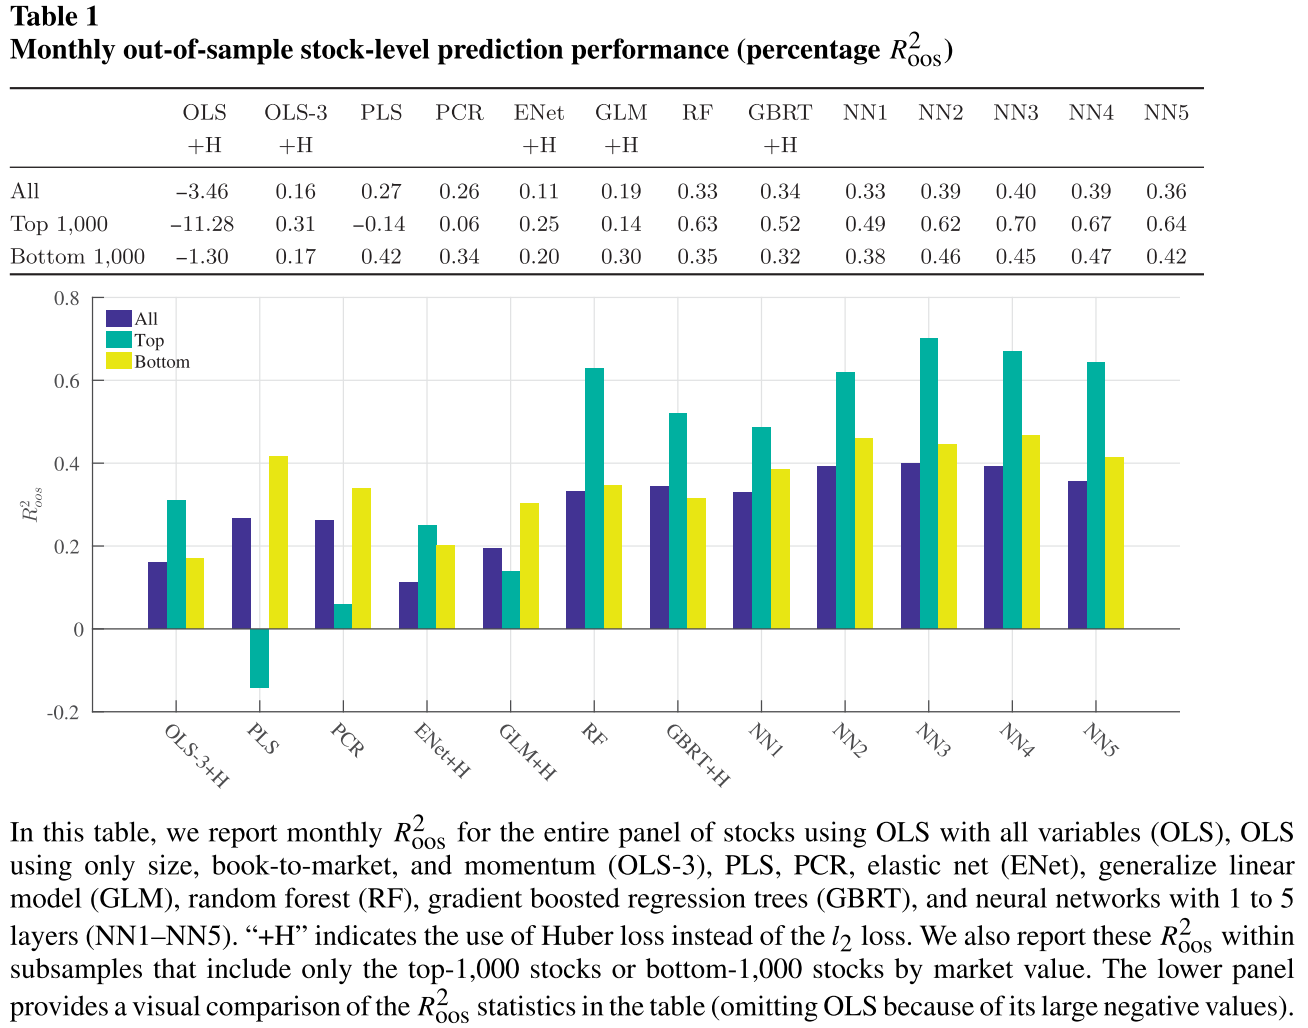 Table 1
Monthly out-of-sample stock-level prediction performance (percentage R²oos)
OLS OLS-3 PLS PCR ENet GLM RF GBRT NN1 NN2 NN3 NN4 NN5
+H +H +H +H +H
All −3.46 0.16 0.27 0.26 0.11 0.19 0.33 0.34 0.33 0.39 0.40 0.39 0.36
Top 1,000 −11.28 0.31 −0.14 0.06 0.25 0.14 0.63 0.52 0.49 0.62 0.70 0.67 0.64
Bottom 1,000 −1.30 0.17 0.42 0.34 0.20 0.30 0.35 0.32 0.38 0.46 0.45 0.47 0.42
0.8
All
Top
Bottom
0.6
0.4
R²oos
0.2
0
-0.2
OLS-3+H PLS PCR ENet+H GLM+H RF GBRT+H NN1 NN2 NN3 NN4 NN5
In this table, we report monthly R²oos for the entire panel of stocks using OLS with all variables (OLS), OLS
using only size, book-to-market, and momentum (OLS-3), PLS, PCR, elastic net (ENet), generalize linear
model (GLM), random forest (RF), gradient boosted regression trees (GBRT), and neural networks with 1 to 5
layers (NN1–NN5). “+H” indicates the use of Huber loss instead of the l₂ loss. We also report these R²oos within
subsamples that include only the top-1,000 stocks or bottom-1,000 stocks by market value. The lower panel
provides a visual comparison of the R²oos statistics in the table (omitting OLS because of its large negative values).